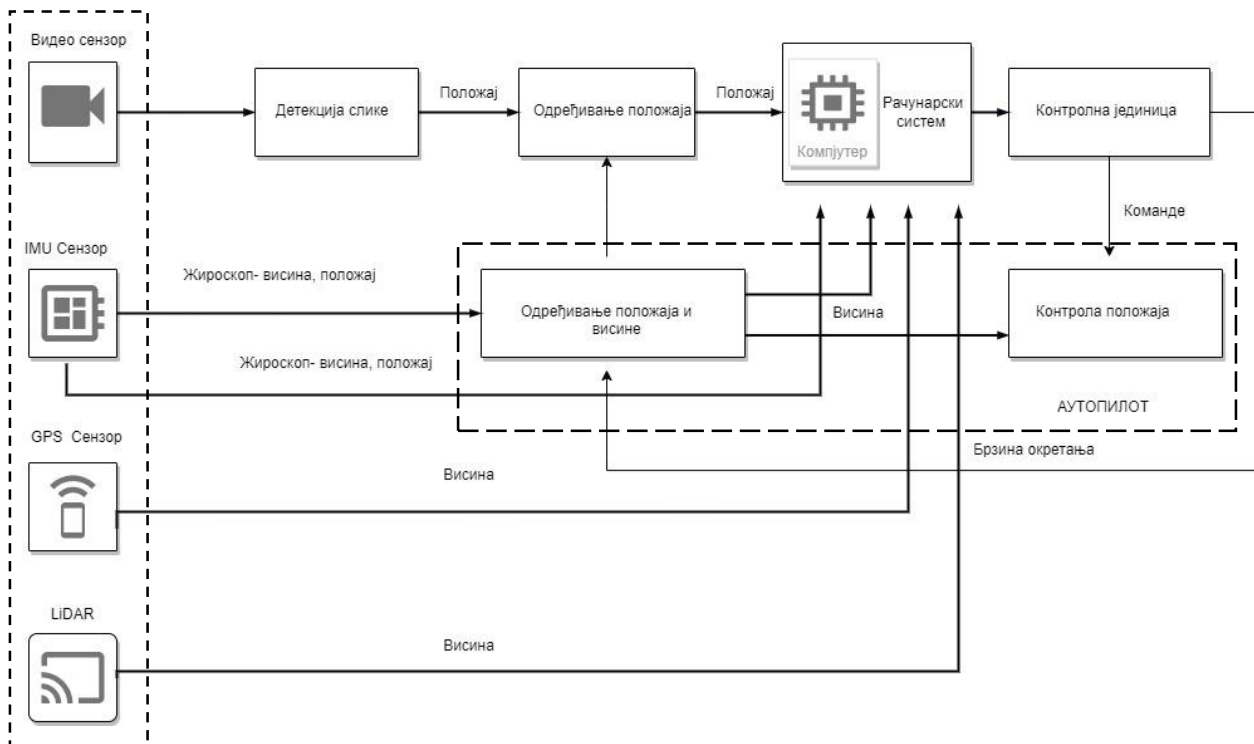 Видео сензор
Детекција слике
Положај
Одређивање положаја
Положај
Компјутер
Рачунарски
систем
Контролна јединица
Команде
IMU Сензор
Жироскоп- висина, положај
Одређивање положаја и
висине
Висина
Контрола положаја
Жироскоп- висина, положај
АУТОПИЛОТ
GPS Сензор
Брзина окретања
Висина
LiDAR
Висина